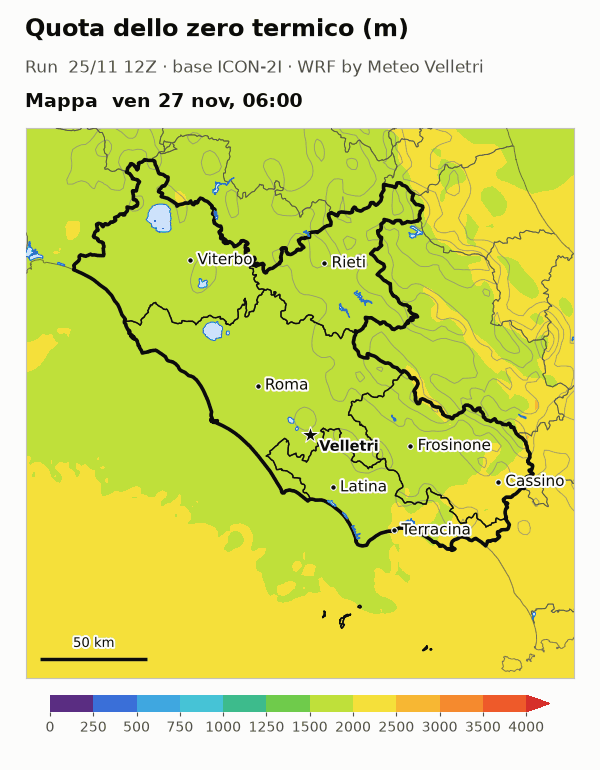 Quota dello zero termico (m)
Run  25/11 12Z · base ICON-2I · WRF by Meteo Velletri
Mappa  ven 27 nov, 06:00
Viterbo
Rieti
Roma
Velletri
Frosinone
Latina
Cassino
Terracina
50 km
0 250 500 750 1000 1250 1500 2000 2500 3000 3500 4000